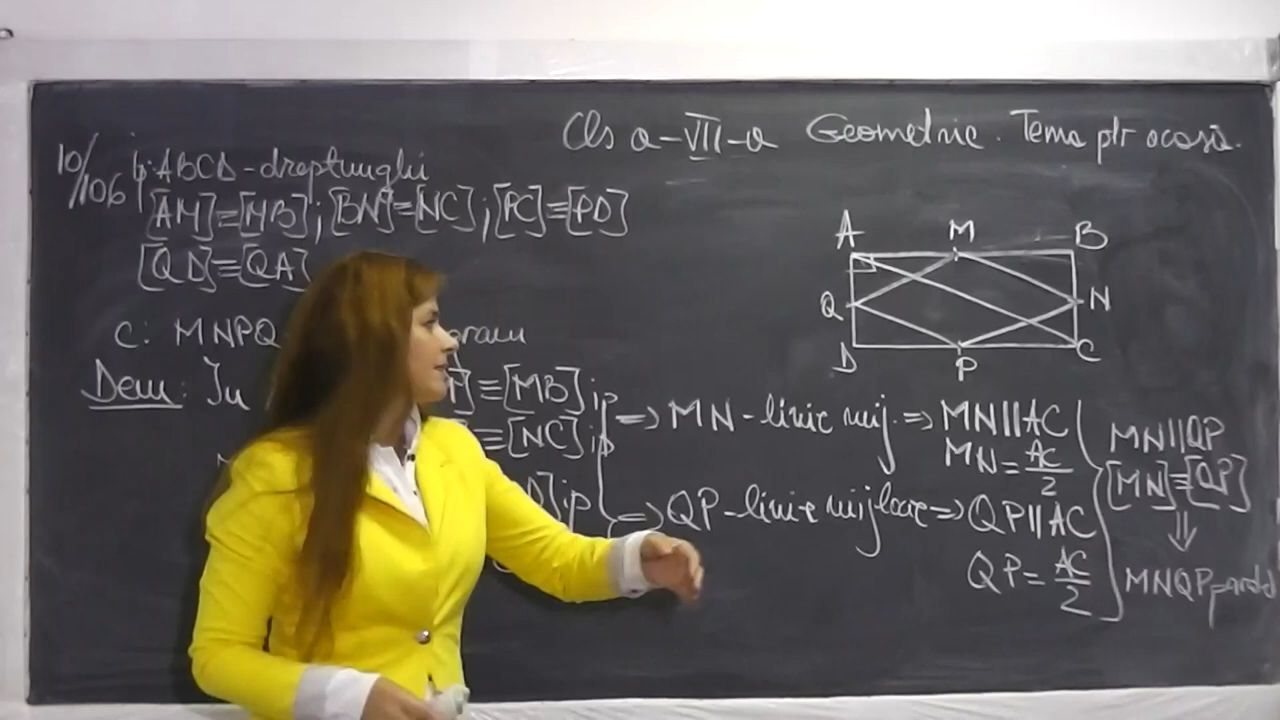 Cls a-VII-a Geometrie. Tema ptr acasă.
10/106 ip: ABCD-dreptunghi
[AM]≡[MB]; [BN]≡[NC]; [PC]≡[PD]
[QD]≡[QA]
C: MNPQ
Dem: În ≡[MB] ip
≡[NC] ip
ip
=> MN-linie mij. => MN||AC
MN=AC/2
=> QP-linie mijlocie => QP||AC
QP=AC/2
MN||QP
[MN]≡[QP]
⇓
A M B
Q N
D P C